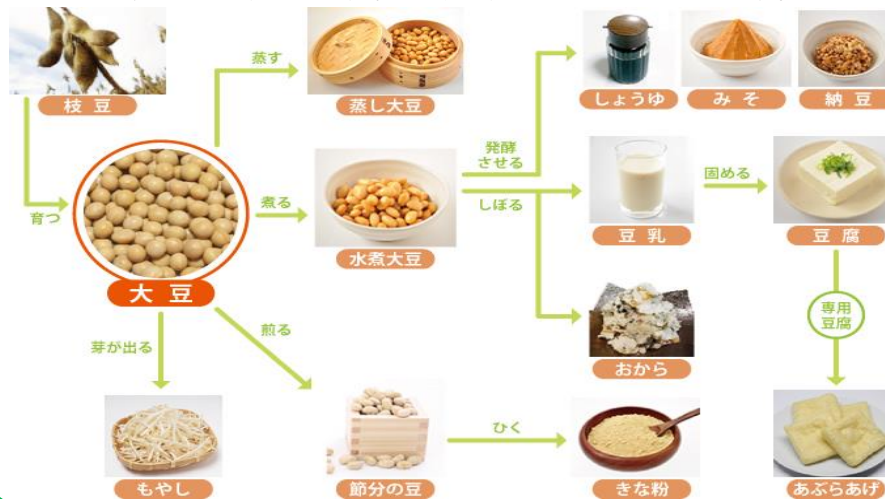 枝豆
育つ
大豆
蒸す
蒸し大豆
煮る
水煮大豆
発酵
させる
しぼる
しょうゆ
みそ
納豆
豆乳
固める
豆腐
専用
豆腐
おから
芽が出る
煎る
もやし
節分の豆
ひく
きな粉
あぶらあげ